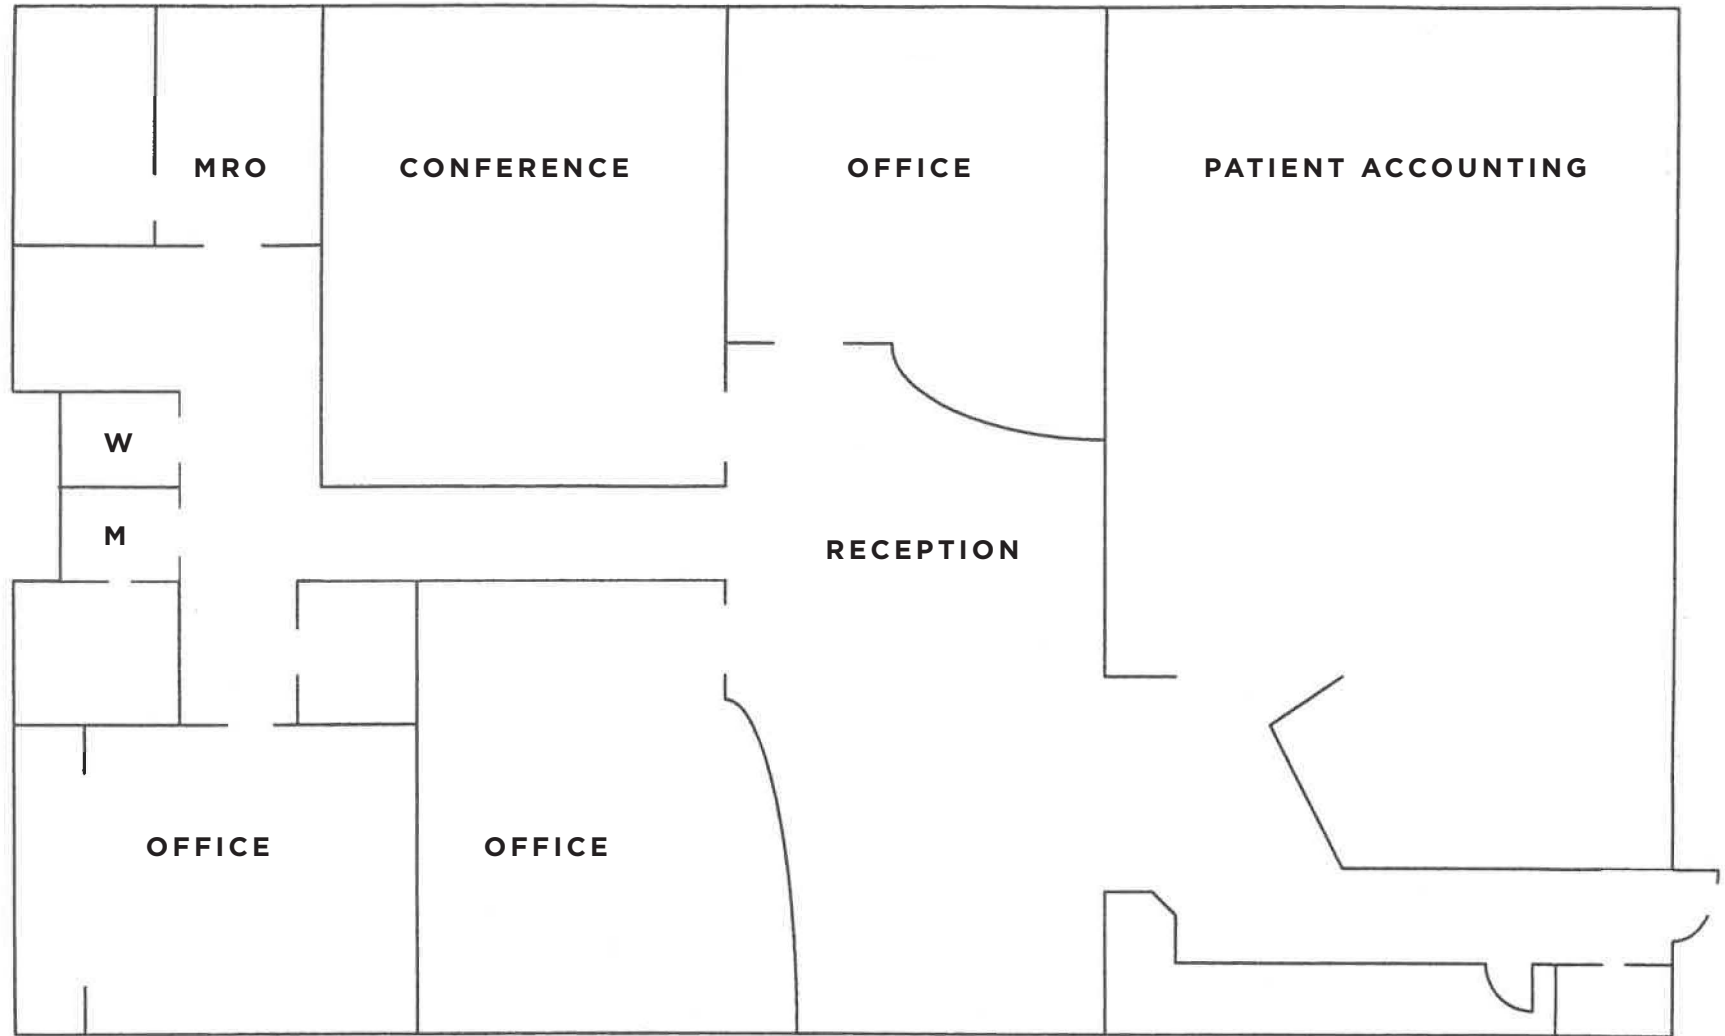 MRO
CONFERENCE
OFFICE
PATIENT ACCOUNTING
W
M
RECEPTION
OFFICE
OFFICE